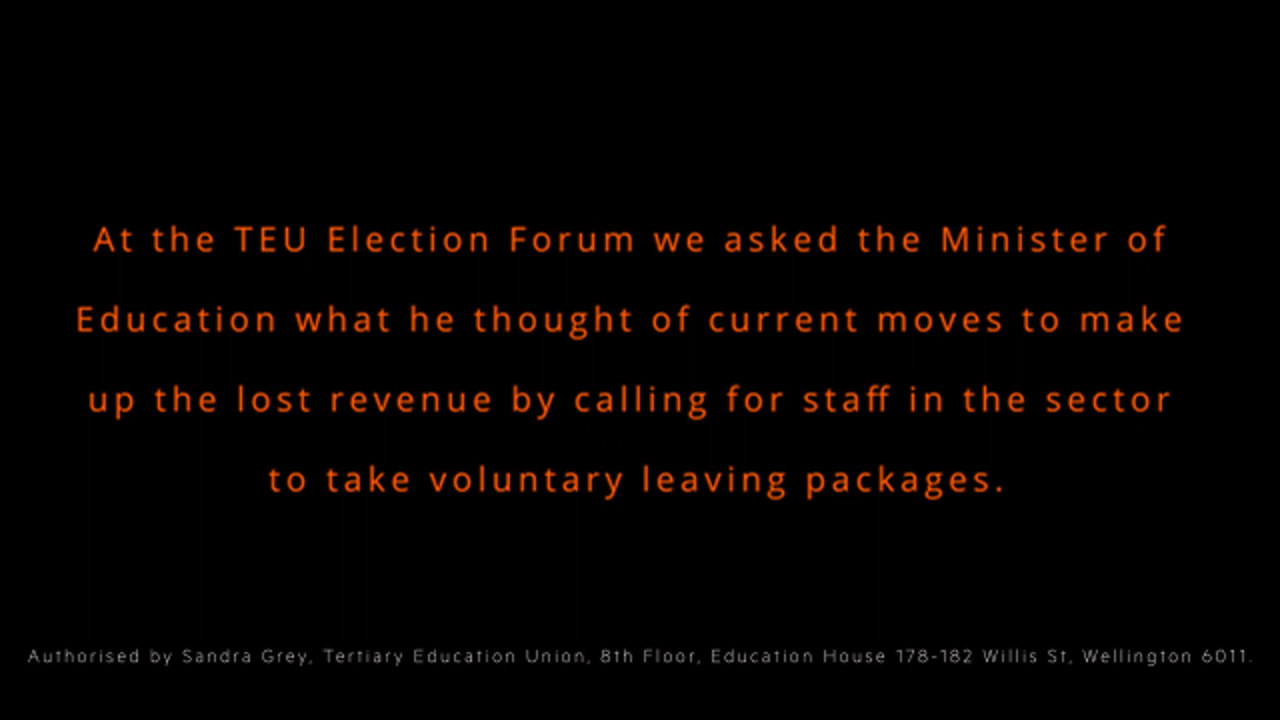 At the TEU Election Forum we asked the Minister of
Education what he thought of current moves to make
up the lost revenue by calling for staff in the sector
to take voluntary leaving packages.
Authorised by Sandra Grey, Tertiary Education Union, 8th Floor, Education House 178-182 Willis St, Wellington 6011.